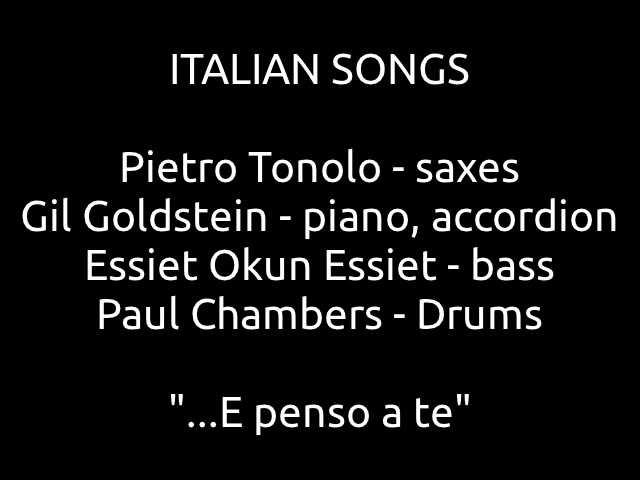 ITALIAN SONGS
Pietro Tonolo - saxes
Gil Goldstein - piano, accordion
Essiet Okun Essiet - bass
Paul Chambers - Drums
"...E penso a te"